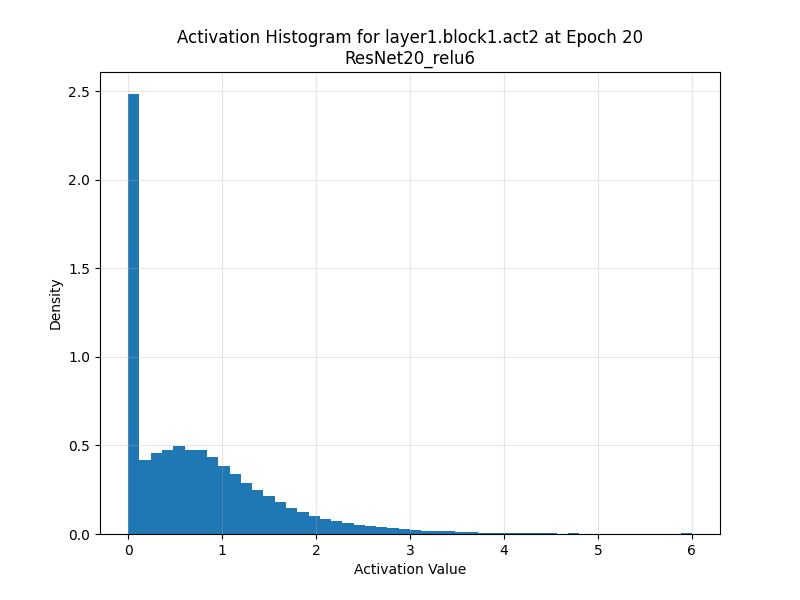 Activation Histogram for layer1.block1.act2 at Epoch 20
ResNet20_relu6
2.5
2.0
1.5
1.0
0.5
0.0
Density
0 1 2 3 4 5 6
Activation Value